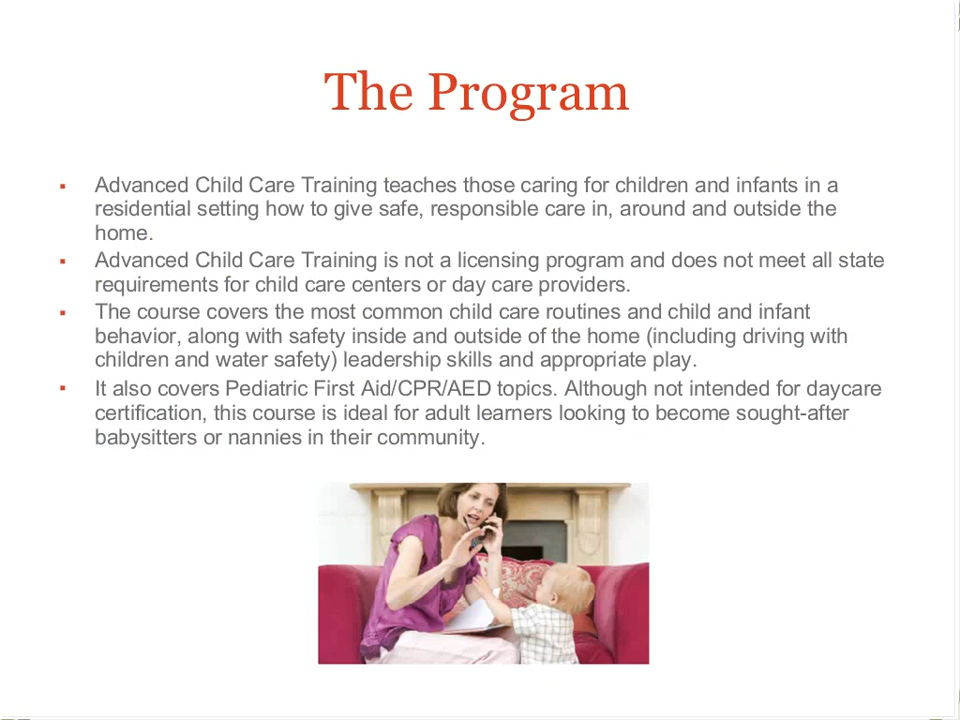 The Program
▪ Advanced Child Care Training teaches those caring for children and infants in a
residential setting how to give safe, responsible care in, around and outside the
home.
▪ Advanced Child Care Training is not a licensing program and does not meet all state
requirements for child care centers or day care providers.
▪ The course covers the most common child care routines and child and infant
behavior, along with safety inside and outside of the home (including driving with
children and water safety) leadership skills and appropriate play.
▪ It also covers Pediatric First Aid/CPR/AED topics. Although not intended for daycare
certification, this course is ideal for adult learners looking to become sought-after
babysitters or nannies in their community.